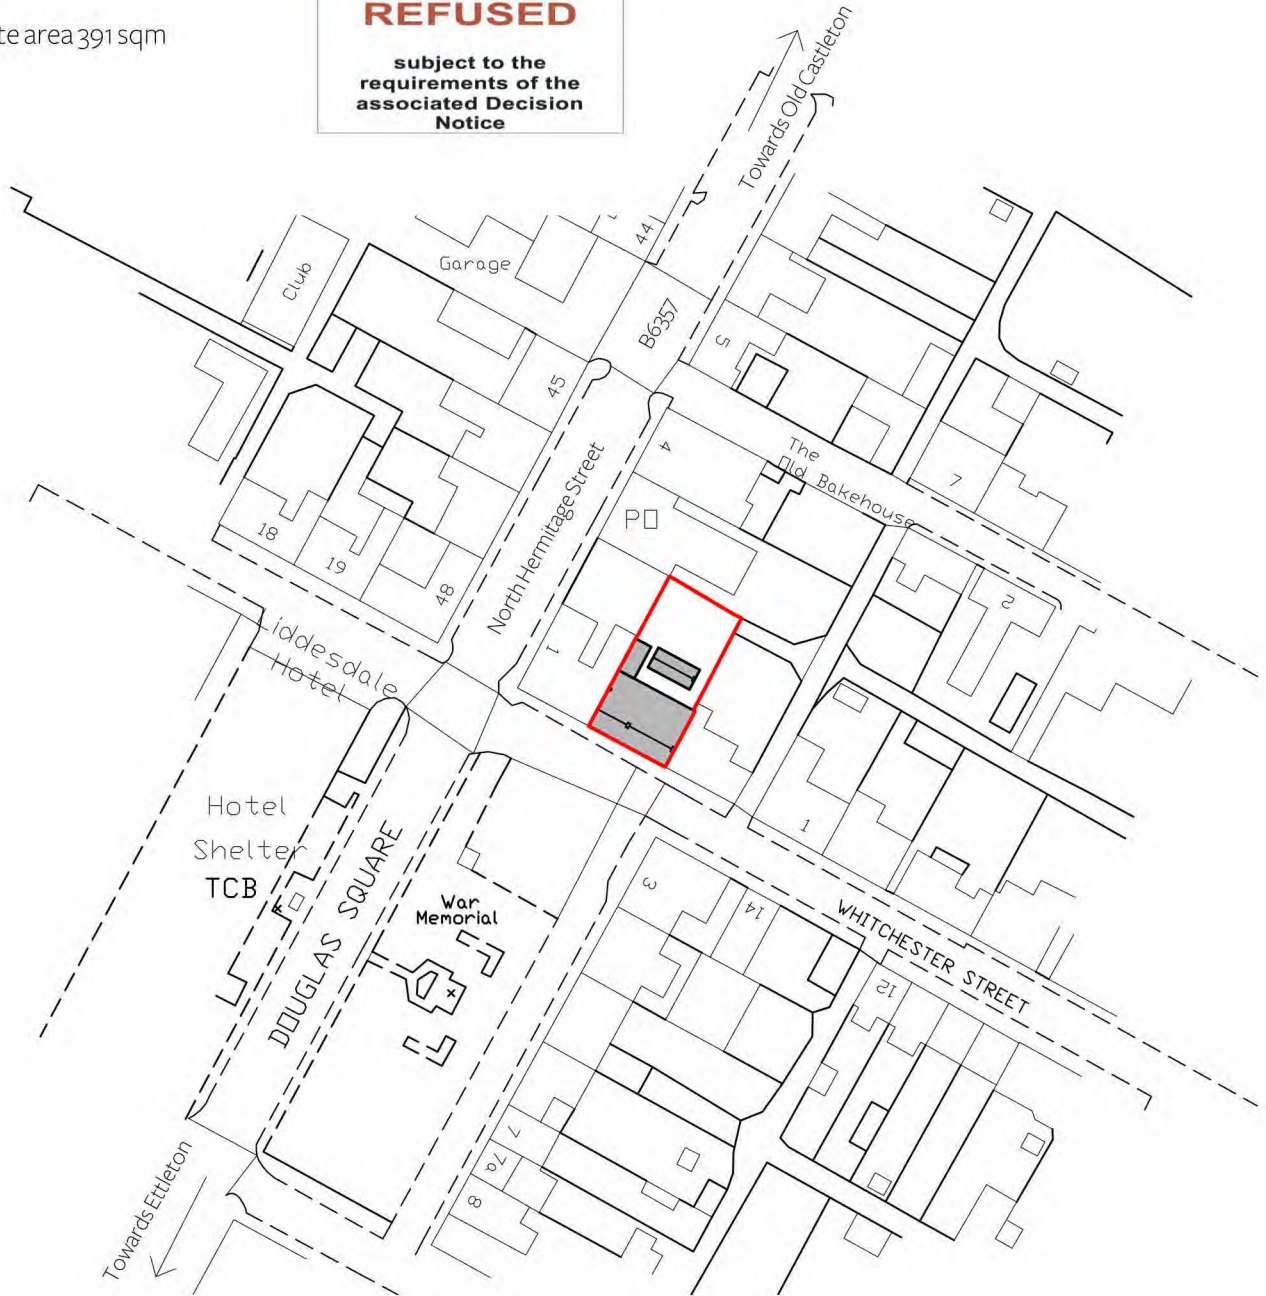 REFUSED
te area 391 sqm
subject to the
requirements of the
associated Decision
Notice
Towards Old Castleton
44
Garage
Club
B6357
5
45
4
The
Old Bakehouse
7
North Hermitage Street
PO
18
19
48
2
1
Liddesdale
Hotel
Hotel
Shelter
TCB
DOUGLAS SQUARE
War
Memorial
1
3
14
WHITCHESTER STREET
12
7
7a
8
Towards Ettleton